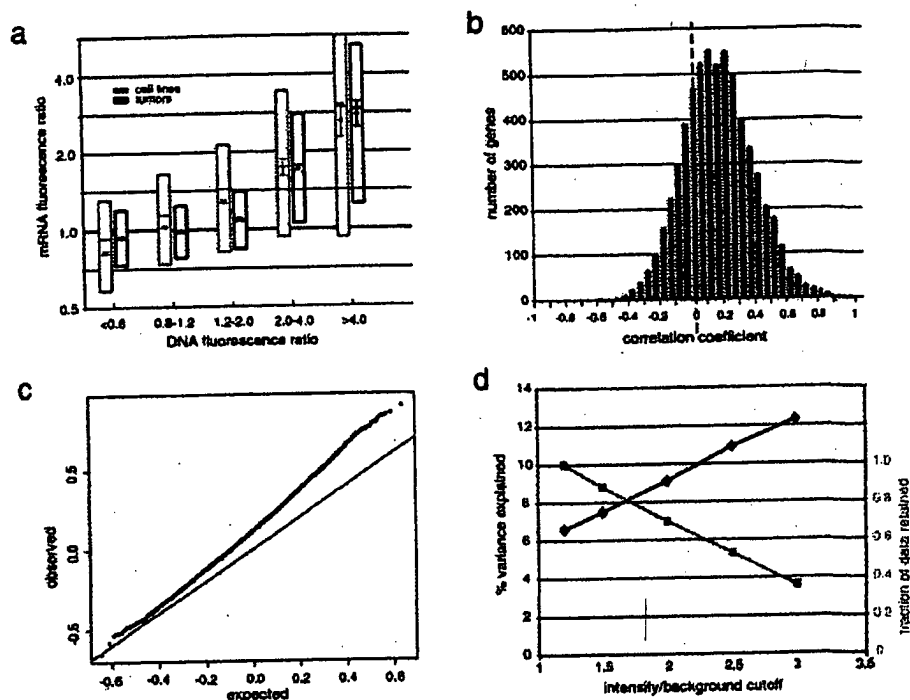 a
mRNA fluorescence ratio
4.0
2.0
1.0
0.5
cell lines
tumors
<0.8 0.8-1.2 1.2-2.0 2.0-4.0 >4.0
DNA fluorescence ratio
b
number of genes
600
500
400
300
200
100
0
-1 -0.8 -0.6 -0.4 -0.2 0 0.2 0.4 0.6 0.8 1
correlation coefficient
c
observed
0.5
0.0
-0.5
-0.6 -0.4 -0.2 0.0 0.2 0.4 0.6
expected
d
% variance explained
14
12
10
8
6
4
2
0
1 1.5 2 2.5 3 3.5
intensity/background cutoff
1.0
0.8
0.6
0.4
0.2
0
fraction of data retained